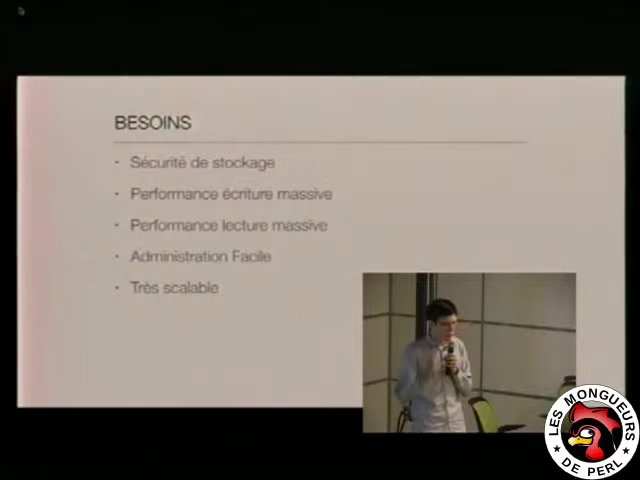 BESOINS
· Sécurité de stockage
· Performance écriture massive
· Performance lecture massive
· Administration Facile
· Très scalable
LES MONGUEURS
★ DE PERL ★